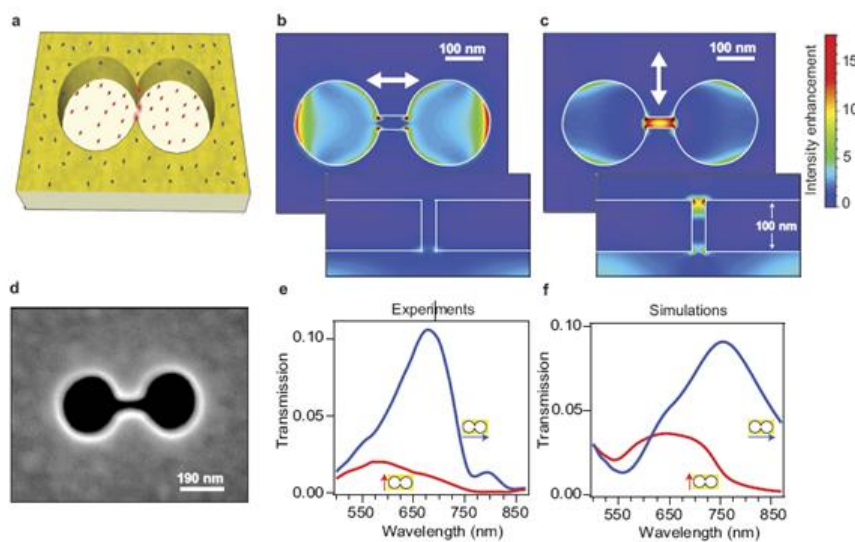 a
b
100 nm
c
100 nm
Intensity enhancement
15
10
5
0
100 nm
d
190 nm
e
Experiments
Transmission
0.10
0.05
0.00
550 650 750 850
Wavelength (nm)
f
Simulations
Transmission
0.10
0.05
0.00
550 650 750 850
Wavelength (nm)